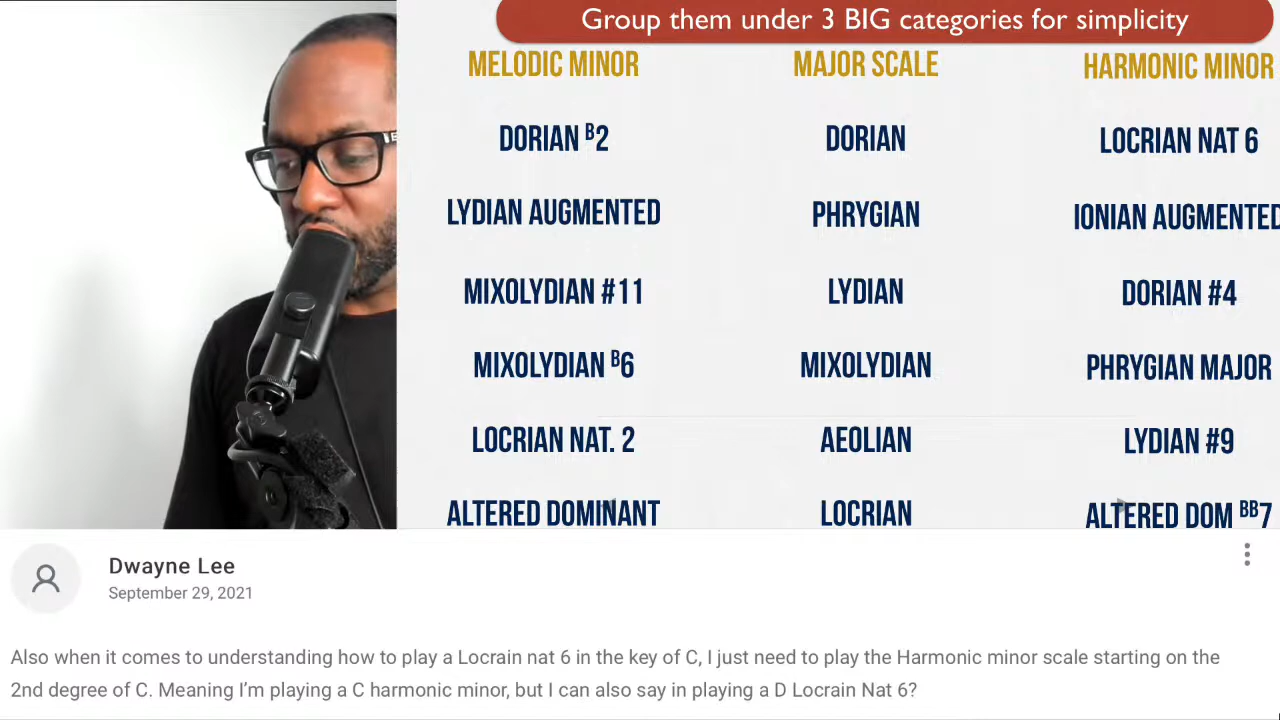 Group them under 3 BIG categories for simplicity
MELODIC MINOR MAJOR SCALE HARMONIC MINOR
DORIAN B2 DORIAN LOCRIAN NAT 6
LYDIAN AUGMENTED PHRYGIAN IONIAN AUGMENTED
MIXOLYDIAN #11 LYDIAN DORIAN #4
MIXOLYDIAN B6 MIXOLYDIAN PHRYGIAN MAJOR
LOCRIAN NAT. 2 AEOLIAN LYDIAN #9
ALTERED DOMINANT LOCRIAN ALTERED DOM BB7
Dwayne Lee
September 29, 2021
Also when it comes to understanding how to play a Locrain nat 6 in the key of C, I just need to play the Harmonic minor scale starting on the
2nd degree of C. Meaning I’m playing a C harmonic minor, but I can also say in playing a D Locrain Nat 6?